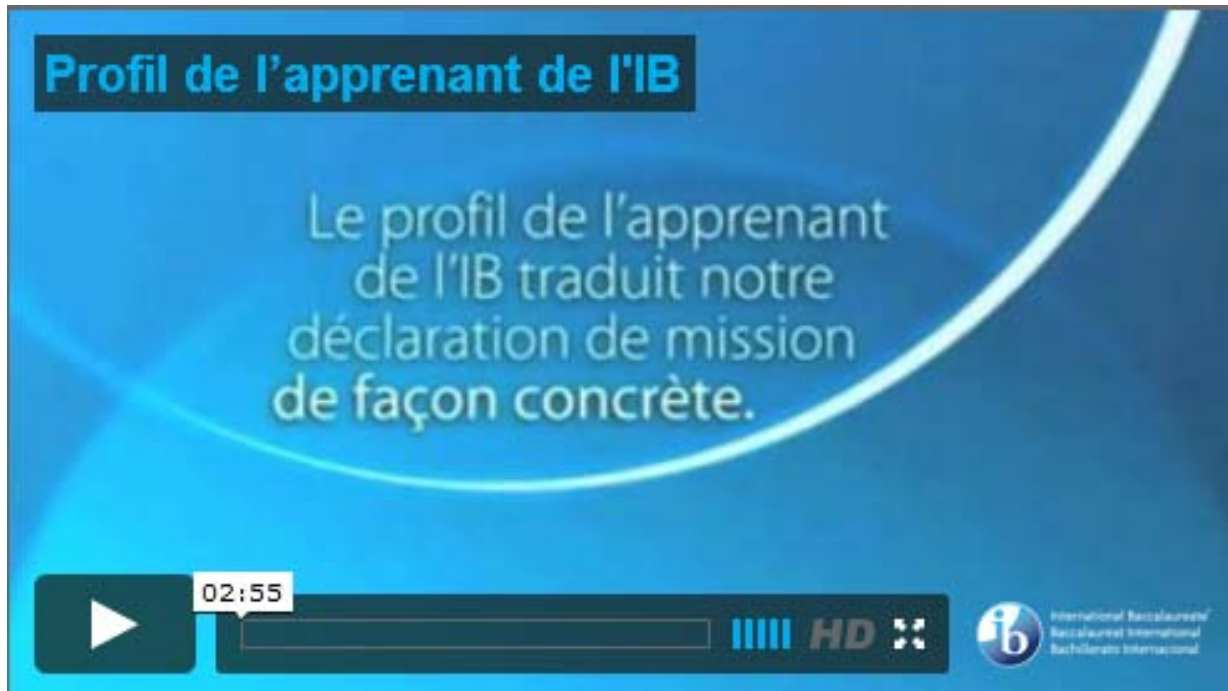 Profil de l’apprenant de l'IB
Le profil de l’apprenant
de l’IB traduit notre
déclaration de mission
de façon concrète.
02:55
HD
ib
International Baccalaureate®
Baccalauréat International
Bachillerato Internacional